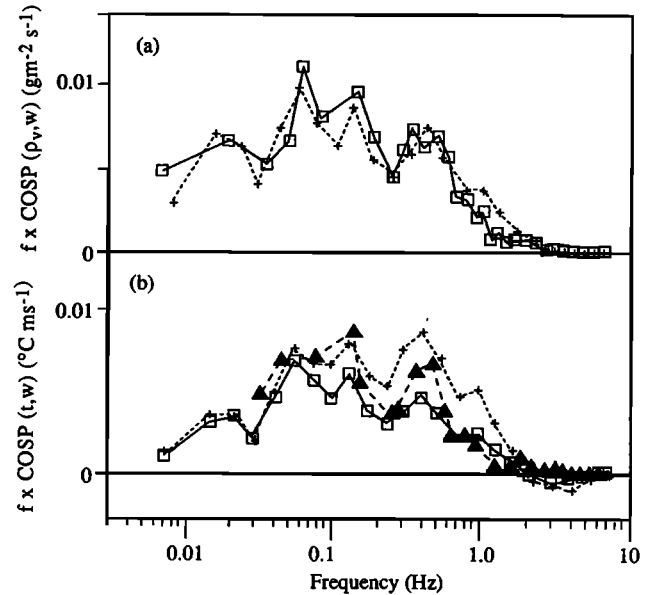 (a)
f x COSP (ρv,w) (gm-2 s-1)
0.01
0
(b)
f x COSP (t,w) (°C ms-1)
0.01
0
0.01 0.1 1.0 10
Frequency (Hz)